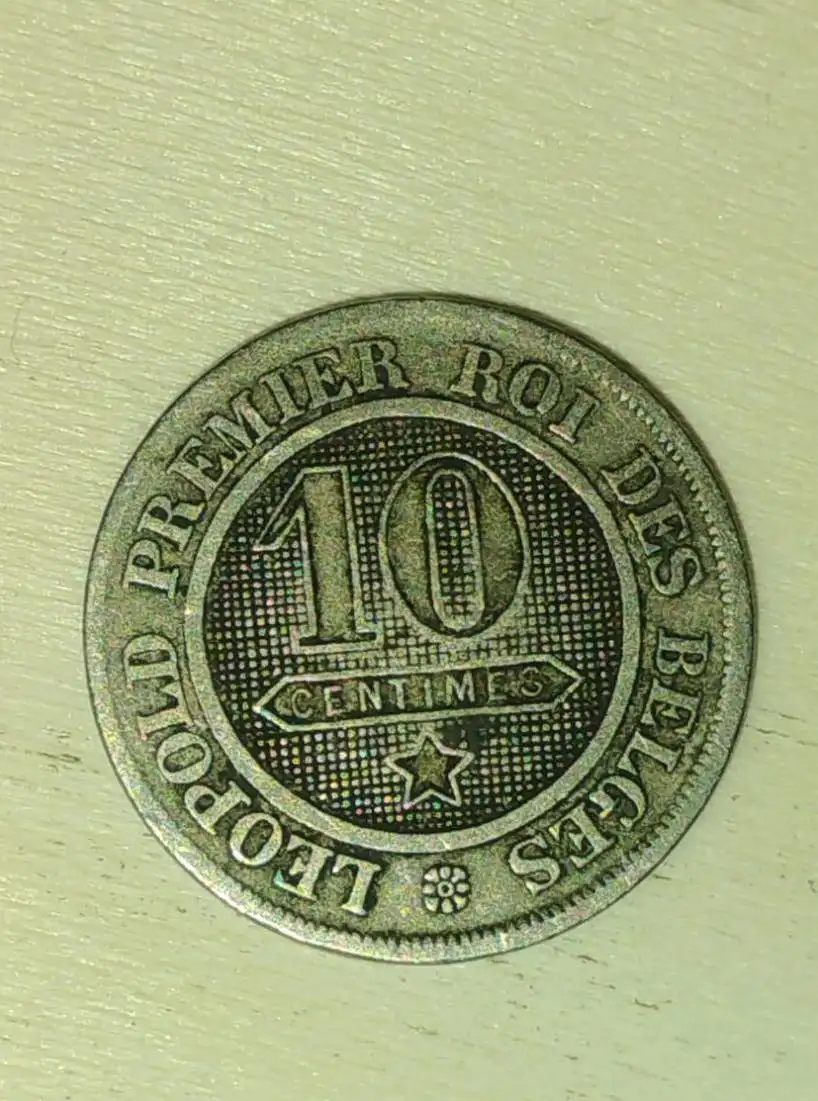 LEOPOLD PREMIER ROI DES BELGES
10
CENTIMES